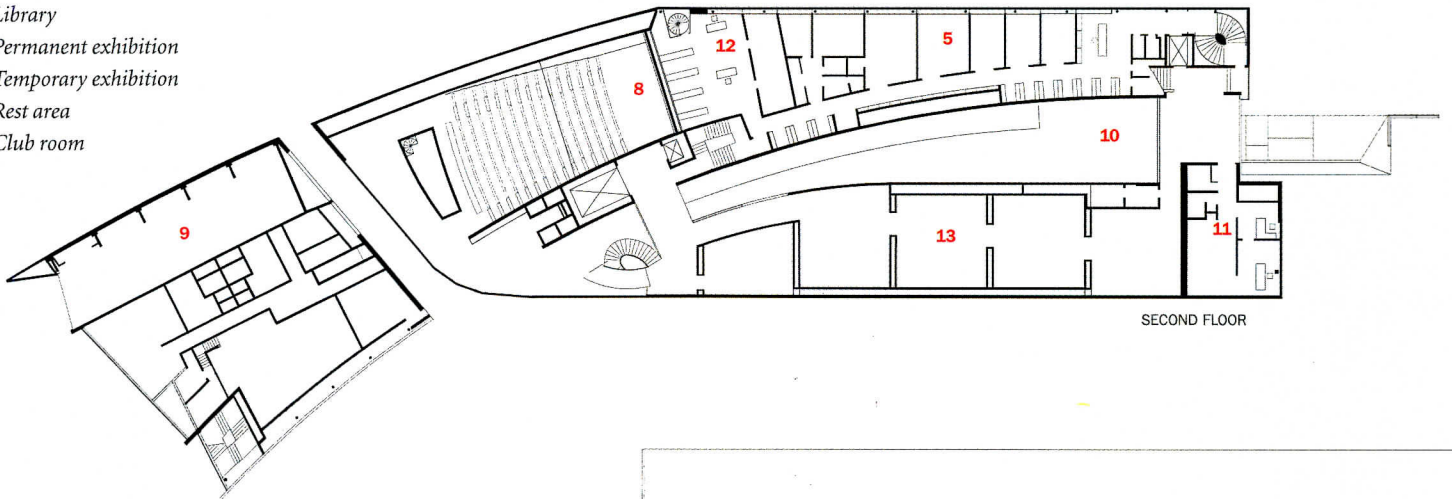 Library
Permanent exhibition
Temporary exhibition
Rest area
Club room
12
5
8
10
9
13
11
SECOND FLOOR